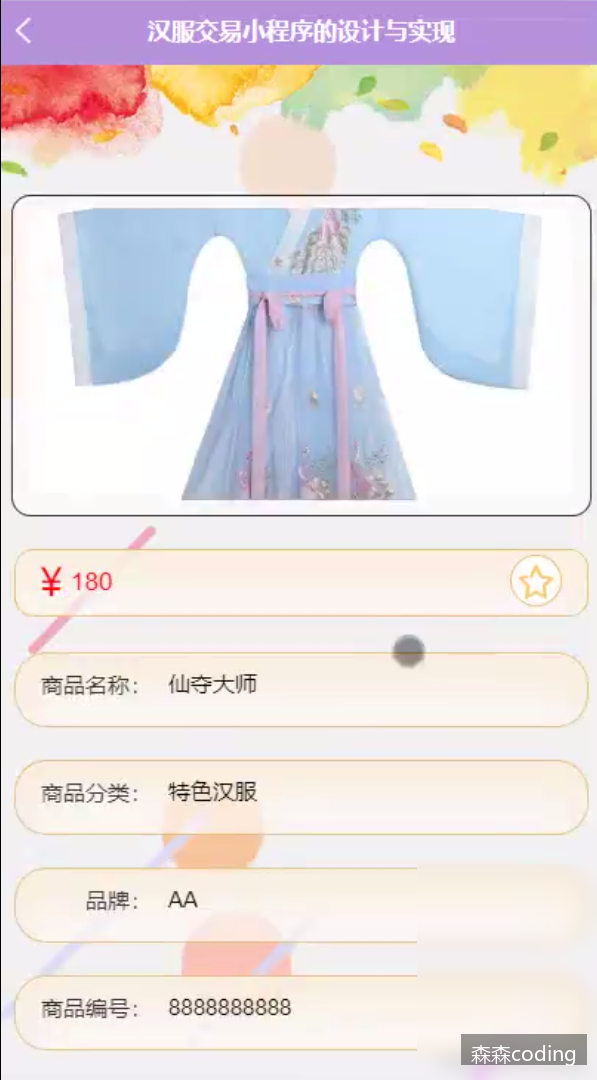 汉服交易小程序的设计与实现
¥ 180
商品名称： 仙夺大师
商品分类： 特色汉服
品牌： AA
商品编号： 8888888888
森森coding